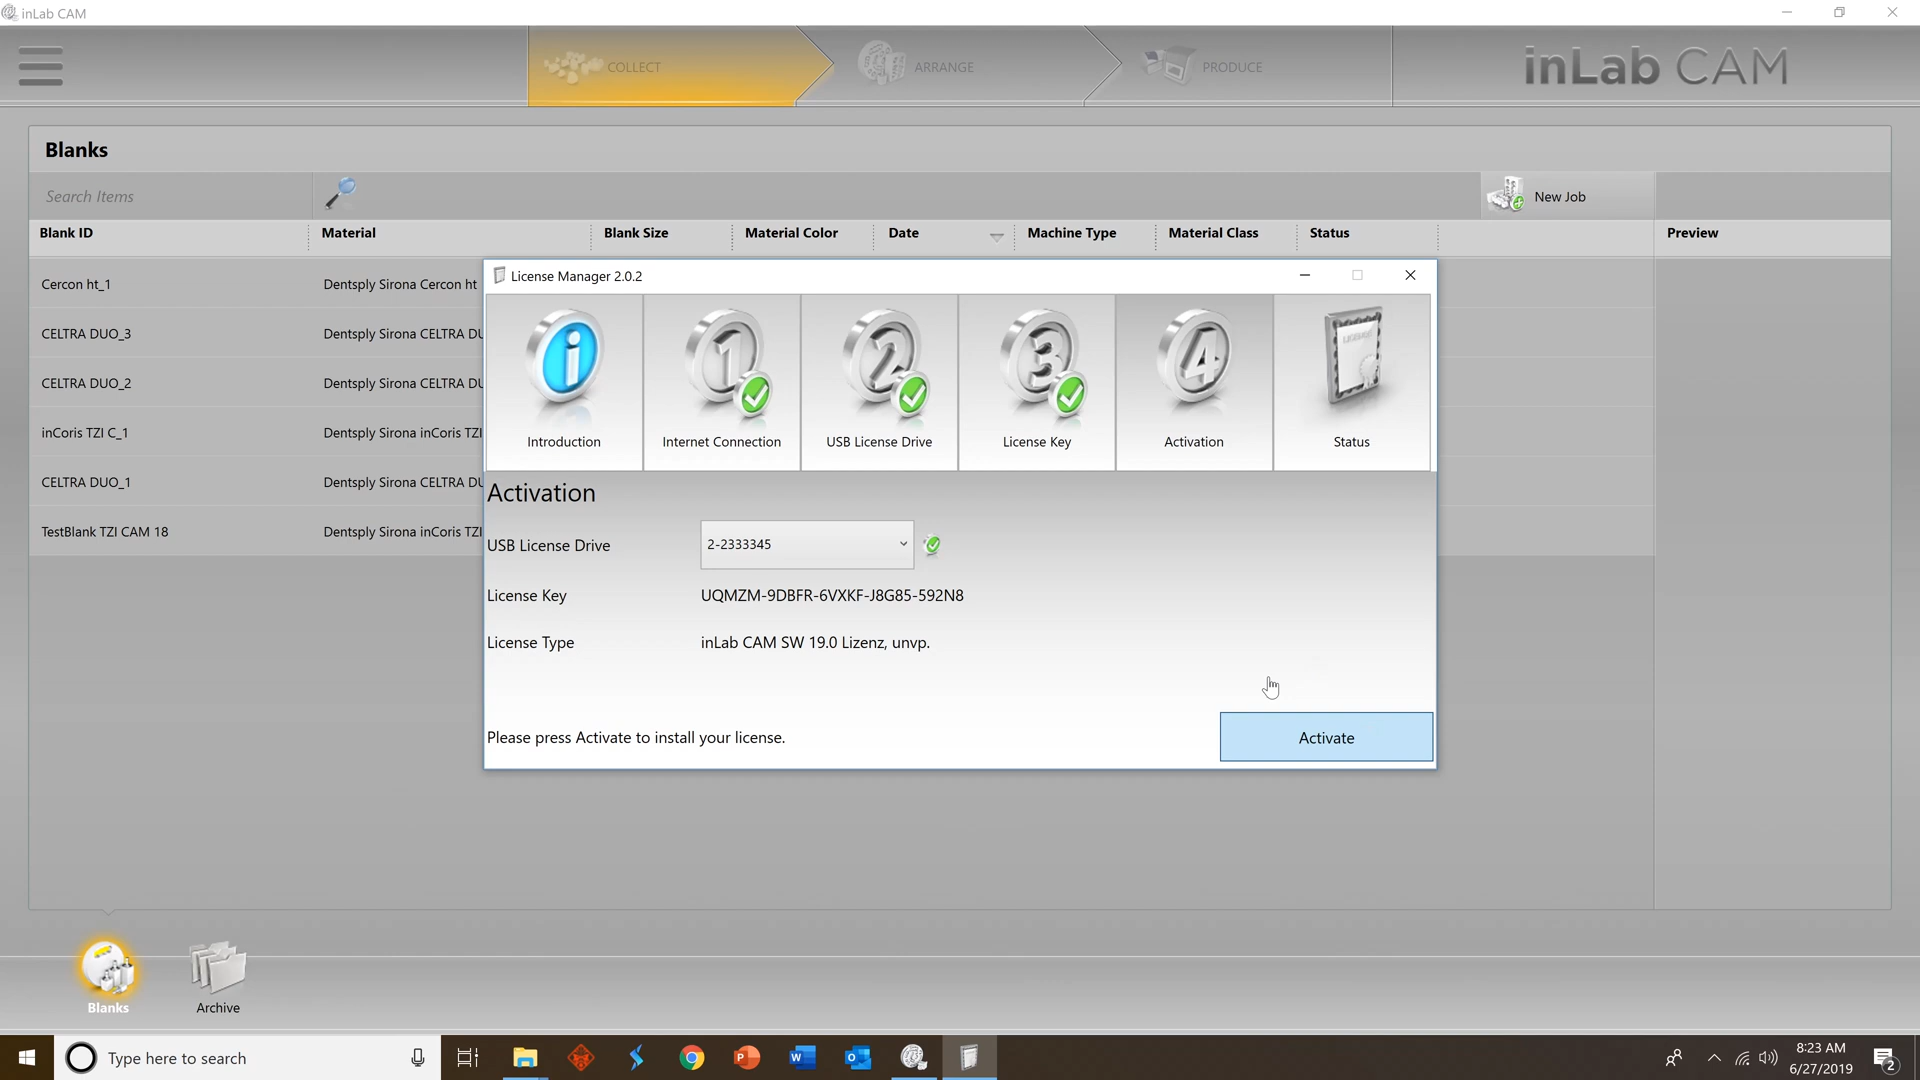 inLab CAM
COLLECT
ARRANGE
PRODUCE
inLab CAM
Blanks
Search Items
New Job
Blank ID Material Blank Size Material Color Date Machine Type Material Class Status Preview
Cercon ht_1 Dentsply Sirona Cercon ht
CELTRA DUO_3 Dentsply Sirona CELTRA DU
CELTRA DUO_2 Dentsply Sirona CELTRA DU
inCoris TZI C_1 Dentsply Sirona inCoris TZI
CELTRA DUO_1 Dentsply Sirona CELTRA DU
TestBlank TZI CAM 18 Dentsply Sirona inCoris TZI
License Manager 2.0.2
i 1 2 3 4 LICENSE
Introduction Internet Connection USB License Drive License Key Activation Status
Activation
USB License Drive 2-2333345
License Key UQMZM-9DBFR-6VXKF-J8G85-592N8
License Type inLab CAM SW 19.0 Lizenz, unvp.
Please press Activate to install your license.
Activate
Blanks
Archive
Type here to search
P
W
O
8:23 AM
6/27/2019
2